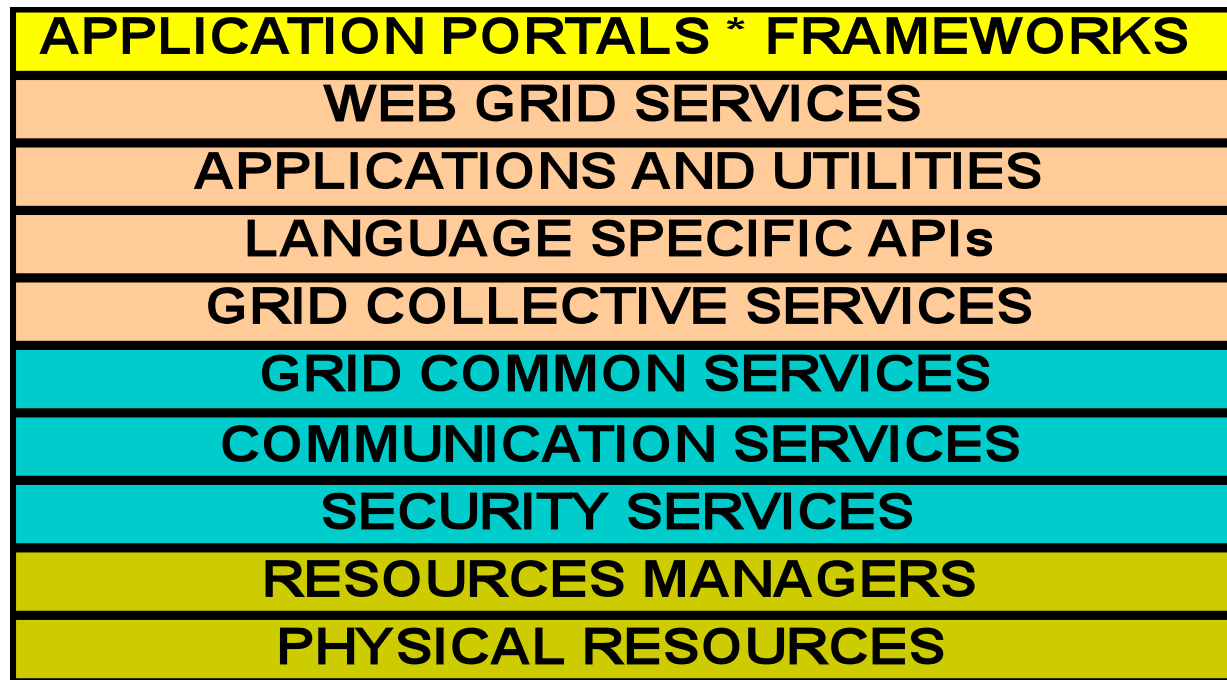 APPLICATION PORTALS * FRAMEWORKS
WEB GRID SERVICES
APPLICATIONS AND UTILITIES
LANGUAGE SPECIFIC APIs
GRID COLLECTIVE SERVICES
GRID COMMON SERVICES
COMMUNICATION SERVICES
SECURITY SERVICES
RESOURCES MANAGERS
PHYSICAL RESOURCES